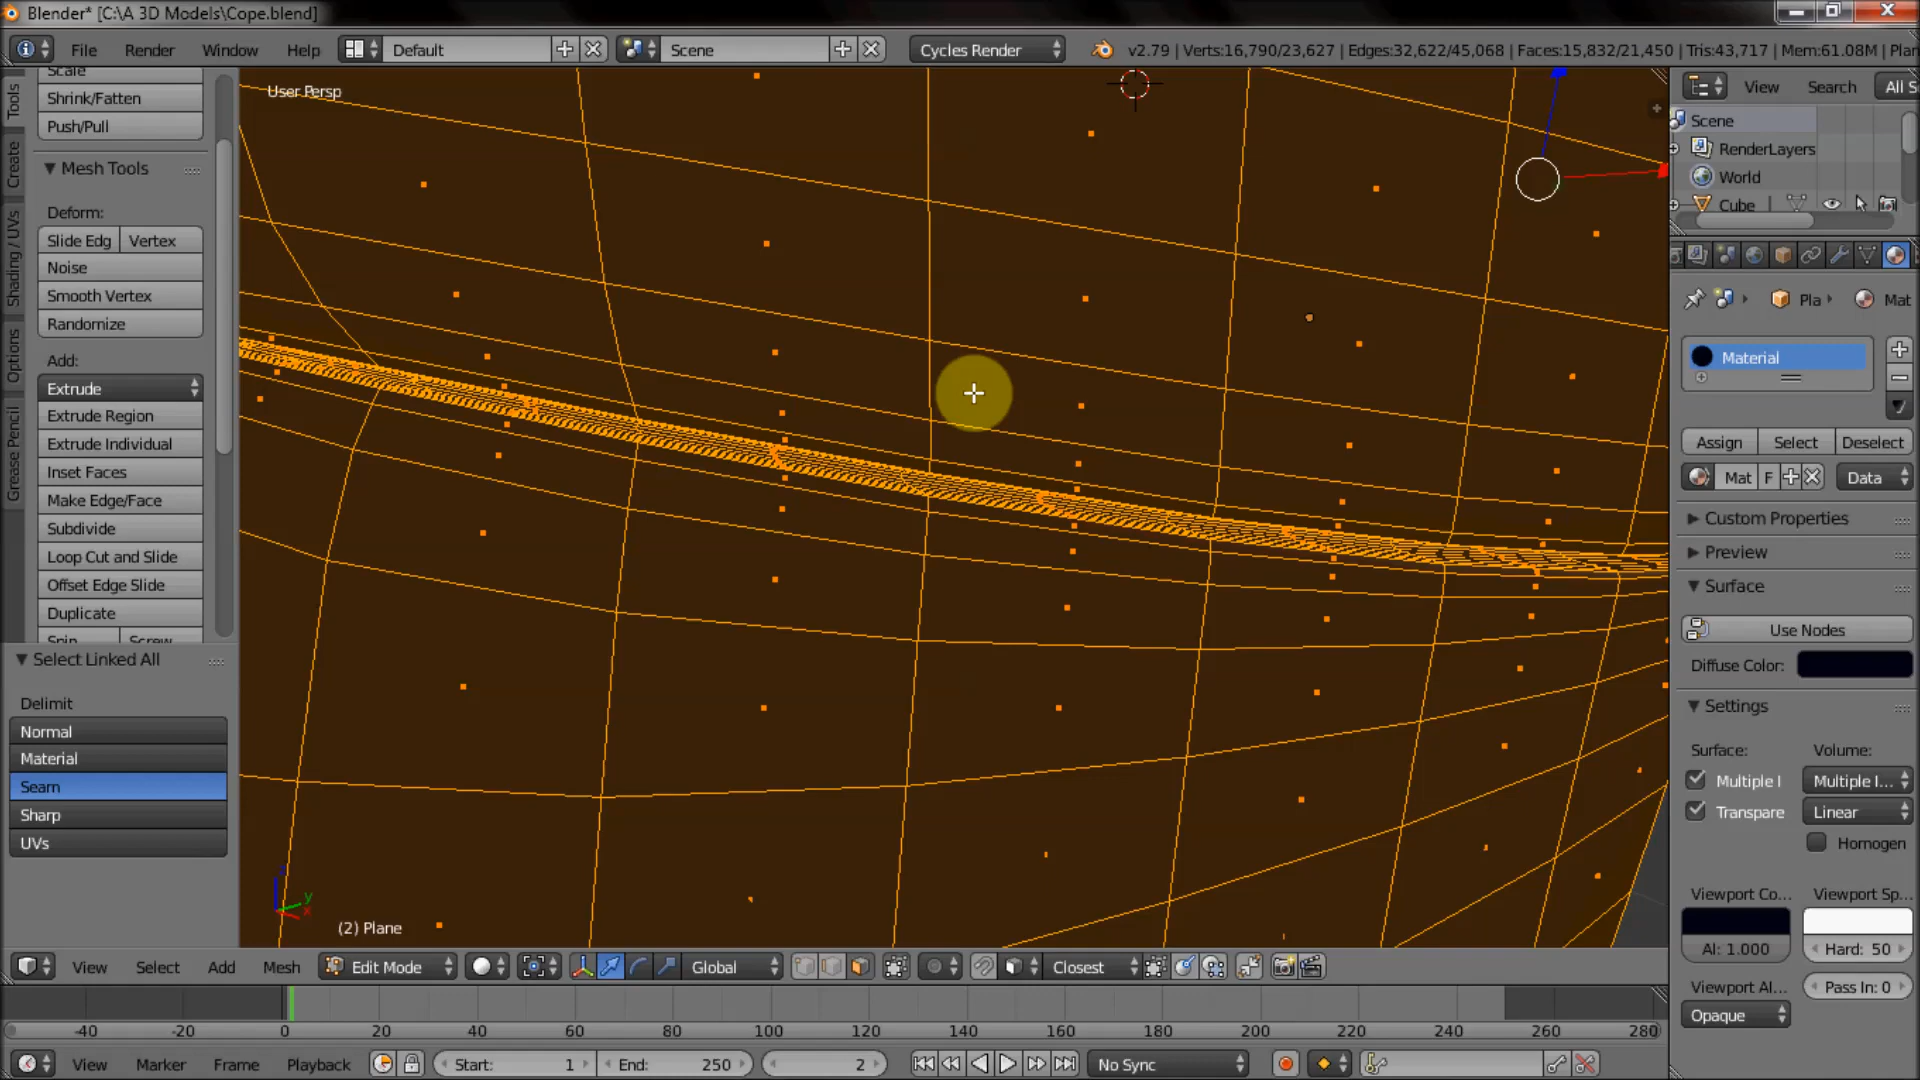 Blender* [C:\A 3D Models\Cope.blend]
File Render Window Help Default Scene Cycles Render v2.79 | Verts:16,790/23,627 | Edges:32,622/45,068 | Faces:15,832/21,450 | Tris:43,717 | Mem:61.08M | Plan
Tools
Create
Shading / UVs
Options
Grease Pencil
Scale
Shrink/Fatten
Push/Pull
Mesh Tools
Deform:
Slide Edg Vertex
Noise
Smooth Vertex
Randomize
Add:
Extrude
Extrude Region
Extrude Individual
Inset Faces
Make Edge/Face
Subdivide
Loop Cut and Slide
Offset Edge Slide
Duplicate
Spin Screw
Select Linked All
Delimit
Normal
Material
Seam
Sharp
UVs
User Persp
(2) Plane
z
y
x
View Search All S
Scene
RenderLayers
World
Cube
Pla Mat
Material
Assign Select Deselect
Mat F Data
Custom Properties
Preview
Surface
Use Nodes
Diffuse Color:
Settings
Surface: Volume:
Multiple I Multiple I...
Transpare Linear
Homogen
Viewport Co... Viewport Sp...
Al: 1.000 Hard: 50
Viewport Al... Pass In: 0
Opaque
View Select Add Mesh Edit Mode Global Closest
-40 -20 0 20 40 60 80 100 120 140 160 180 200 220 240 260 280
View Marker Frame Playback Start: 1 End: 250 2 No Sync